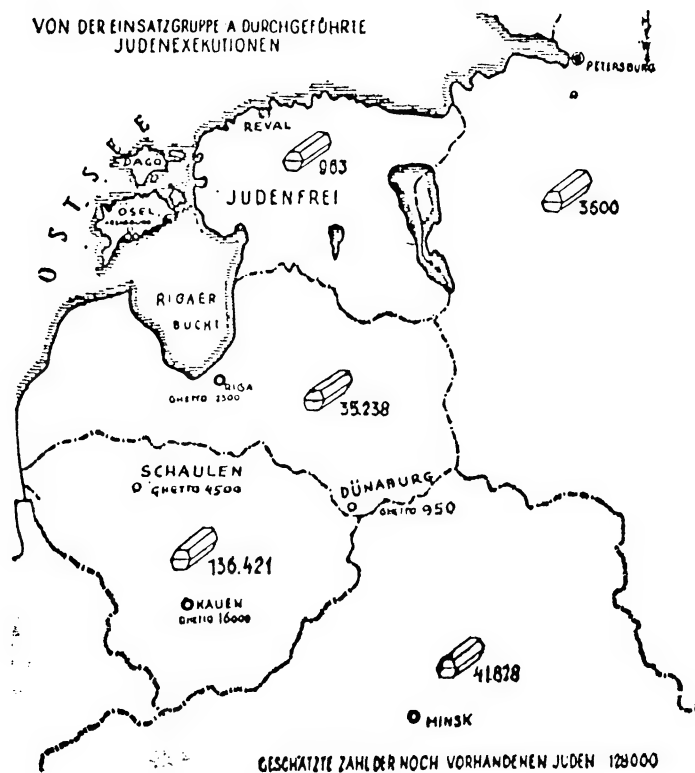 VON DER EINSATZGRUPPE A DURCHGEFÜHRTE
JUDENEXEKUTIONEN
PETERSBURG
OSTSEE
REVAL
963
DAGO
JUDENFREI
3600
ÖSEL
RIGAER
BUCHT
RIGA
GHETTO 2500
35.238
SCHAULEN
GHETTO 4500
DÜNABURG
GHETTO 950
136.421
KAUEN
GHETTO 16000
41.828
MINSK
GESCHÄTZTE ZAHL DER NOCH VORHANDENEN JUDEN 128000